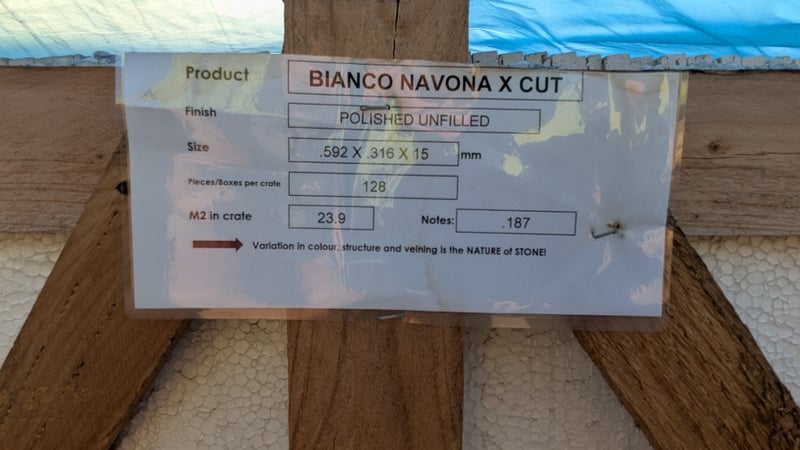 Product BIANCO NAVONA X CUT
Finish POLISHED UNFILLED
Size .592 X .316 X 15 mm
Pieces/Boxes per crate 128
M2 in crate 23.9 Notes: .187
Variation in colour, structure and veining is the NATURE of STONE!